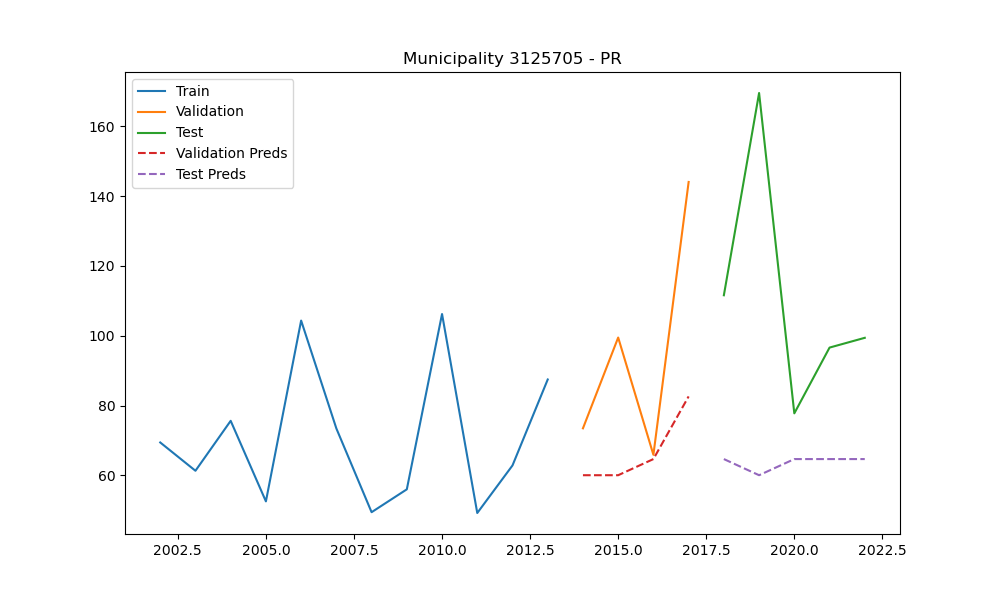 Municipality 3125705 - PR
Train
Validation
Test
Validation Preds
Test Preds
160
140
120
100
80
60
2002.5 2005.0 2007.5 2010.0 2012.5 2015.0 2017.5 2020.0 2022.5